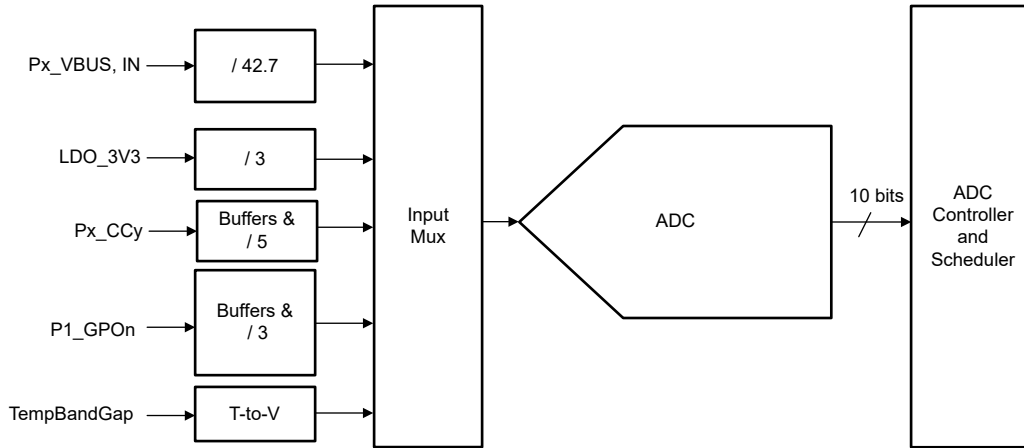 Px_VBUS, IN
/ 42.7
LDO_3V3
/ 3
Px_CCy
Buffers &
/ 5
P1_GPOn
Buffers &
/ 3
TempBandGap
T-to-V
Input
Mux
ADC
10 bits
ADC
Controller
and
Scheduler